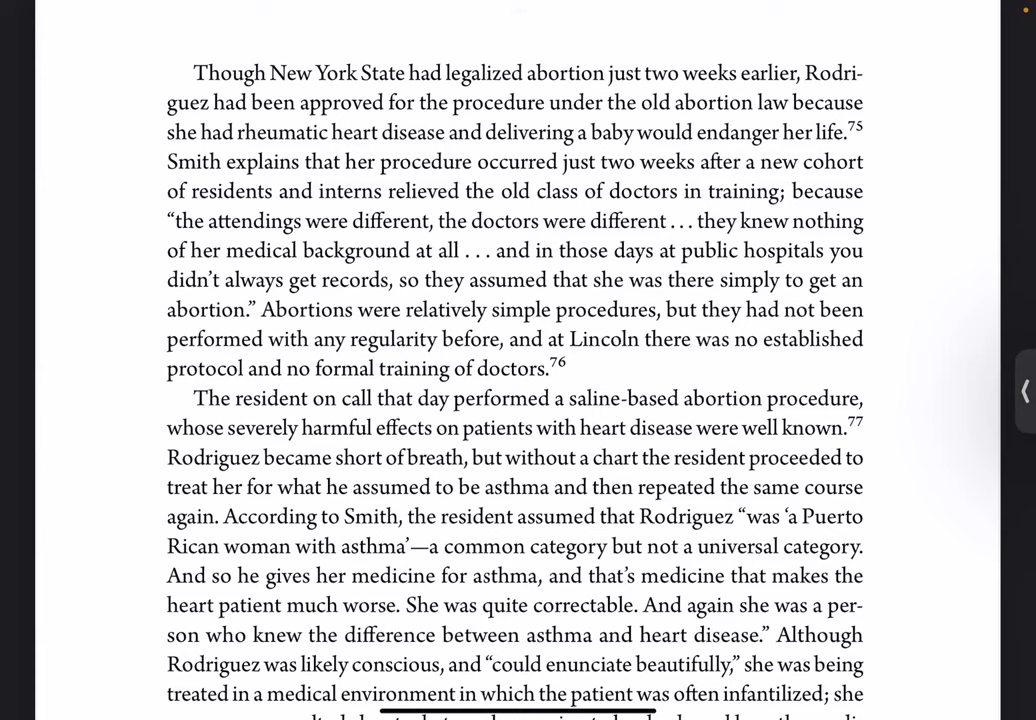 Though New York State had legalized abortion just two weeks earlier, Rodri-
guez had been approved for the procedure under the old abortion law because
she had rheumatic heart disease and delivering a baby would endanger her life.75
Smith explains that her procedure occurred just two weeks after a new cohort
of residents and interns relieved the old class of doctors in training; because
“the attendings were different, the doctors were different . . . they knew nothing
of her medical background at all . . . and in those days at public hospitals you
didn’t always get records, so they assumed that she was there simply to get an
abortion.” Abortions were relatively simple procedures, but they had not been
performed with any regularity before, and at Lincoln there was no established
protocol and no formal training of doctors.76
The resident on call that day performed a saline-based abortion procedure,
whose severely harmful effects on patients with heart disease were well known.77
Rodriguez became short of breath, but without a chart the resident proceeded to
treat her for what he assumed to be asthma and then repeated the same course
again. According to Smith, the resident assumed that Rodriguez “was ‘a Puerto
Rican woman with asthma’—a common category but not a universal category.
And so he gives her medicine for asthma, and that’s medicine that makes the
heart patient much worse. She was quite correctable. And again she was a per-
son who knew the difference between asthma and heart disease.” Although
Rodriguez was likely conscious, and “could enunciate beautifully,” she was being
treated in a medical environment in which the patient was often infantilized; she